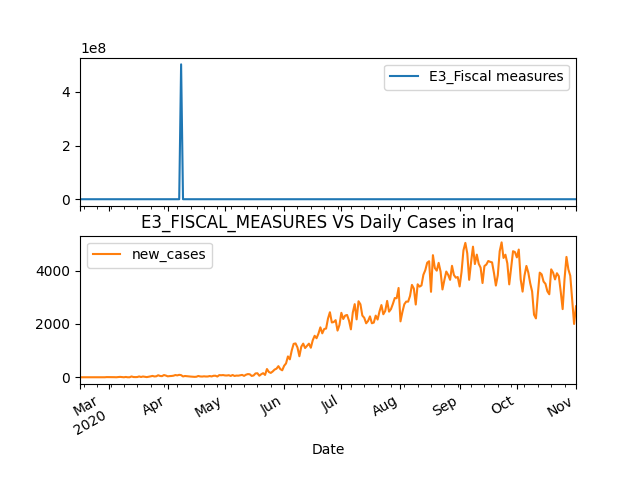 1e8
E3_Fiscal measures
4
2
0
E3_FISCAL_MEASURES VS Daily Cases in Iraq
new_cases
4000
2000
0
Mar
2020
Apr
May
Jun
Jul
Aug
Sep
Oct
Nov
Date